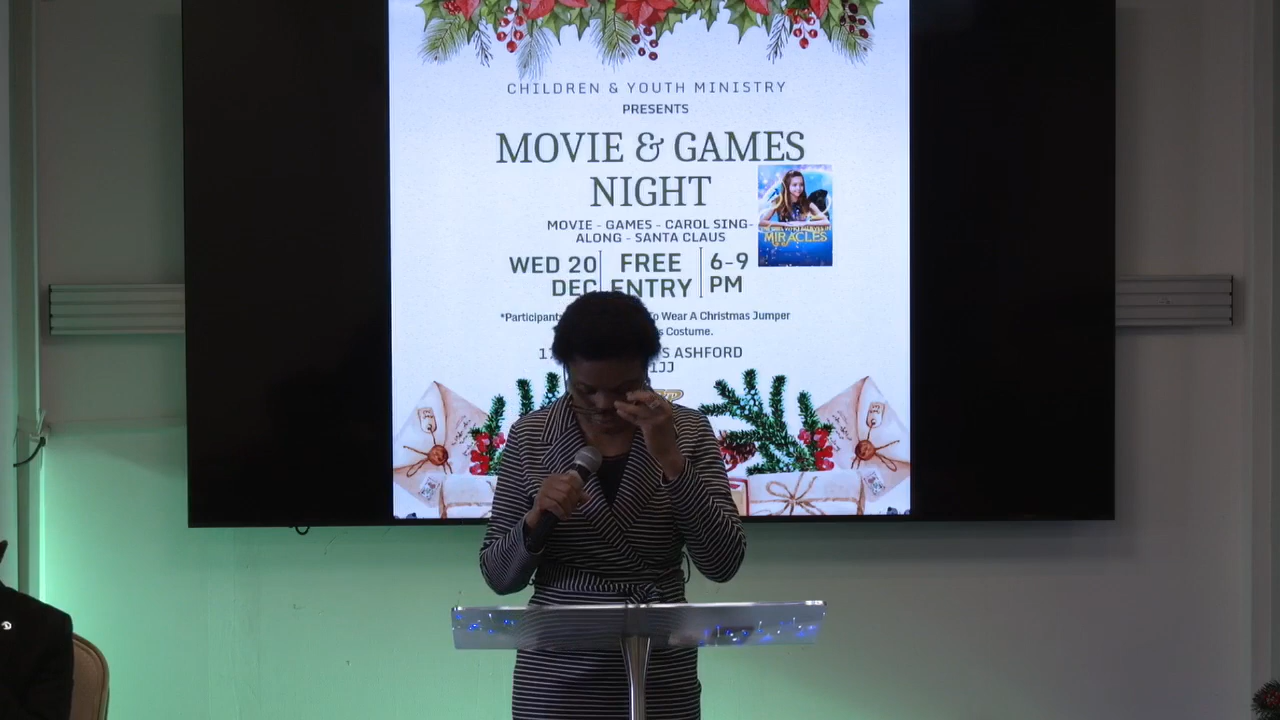 CHILDREN & YOUTH MINISTRY
PRESENTS
MOVIE & GAMES
NIGHT
MOVIE - GAMES - CAROL SING-
ALONG - SANTA CLAUS
MIRACLES
WED 20
DEC
FREE
ENTRY
6-9
PM
To Wear A Christmas Jumper
Costume.
ASHFORD
1JJ